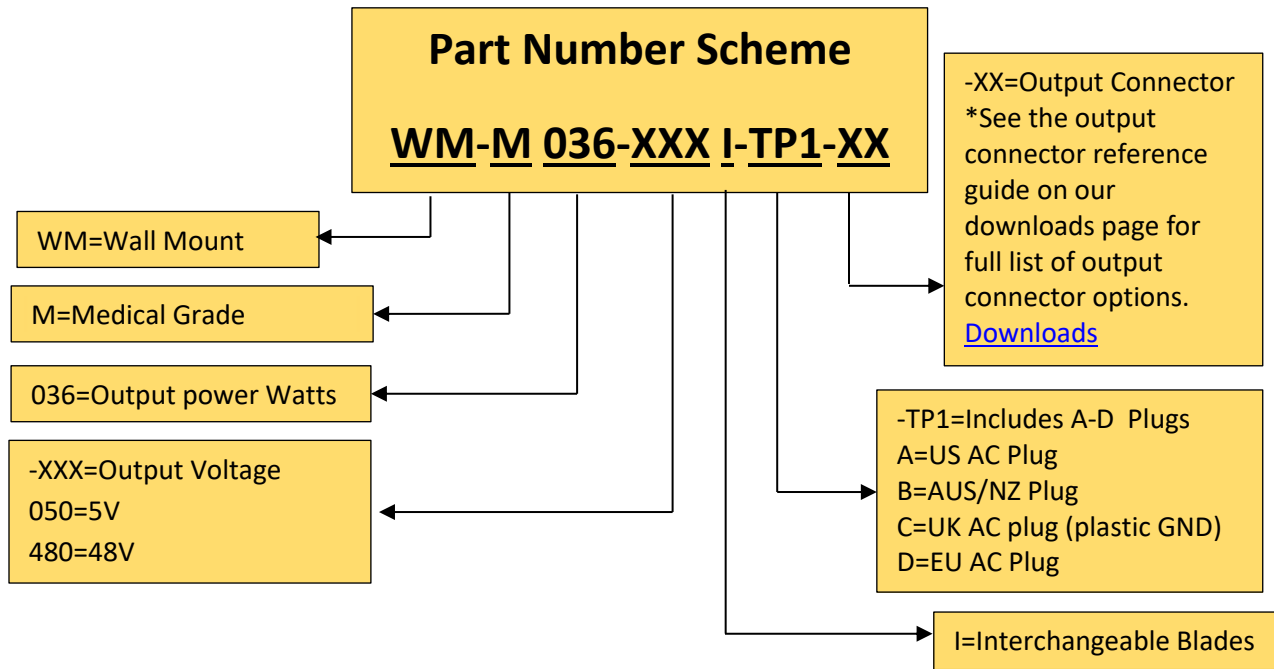 Part Number Scheme
WM-M 036-XXX I-TP1-XX
WM=Wall Mount
M=Medical Grade
036=Output power Watts
-XXX=Output Voltage
050=5V
480=48V
-XX=Output Connector
*See the output
connector reference
guide on our
downloads page for
full list of output
connector options.
Downloads
-TP1=Includes A-D Plugs
A=US AC Plug
B=AUS/NZ Plug
C=UK AC plug (plastic GND)
D=EU AC Plug
I=Interchangeable Blades